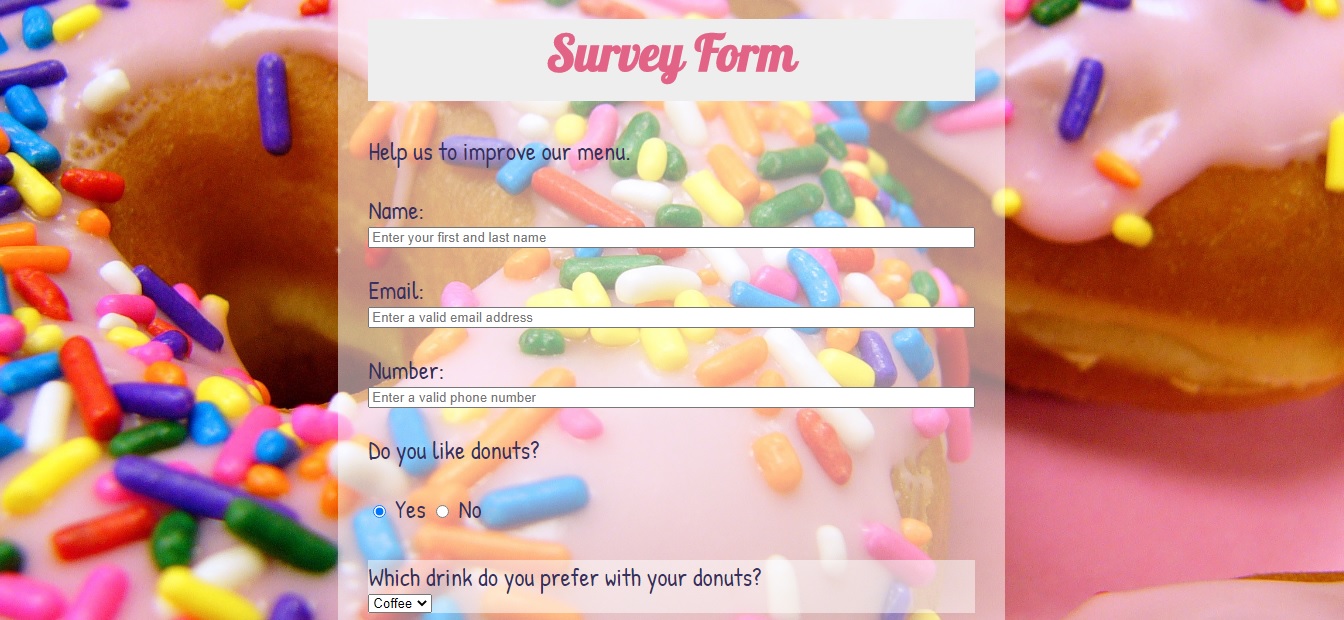 Survey Form
Help us to improve our menu.
Name:
Enter your first and last name
Email:
Enter a valid email address
Number:
Enter a valid phone number
Do you like donuts?
Yes No
Which drink do you prefer with your donuts?
Coffee